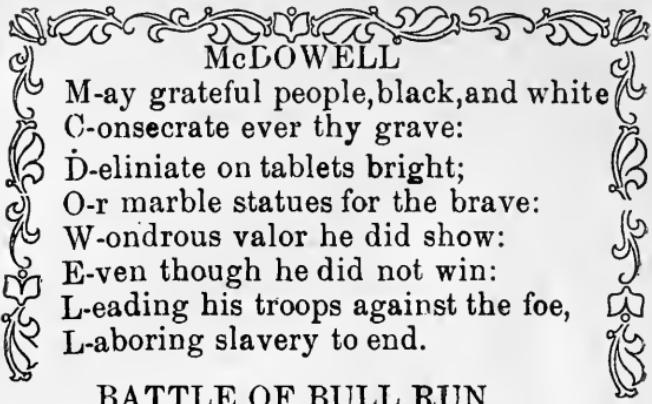 McDOWELL
M-ay grateful people,black,and white
C-onsecrate ever thy grave:
D-eliniate on tablets bright;
O-r marble statues for the brave:
W-ondrous valor he did show:
E-ven though he did not win:
L-eading his troops against the foe,
L-aboring slavery to end.
BATTLE OF BULL RUN